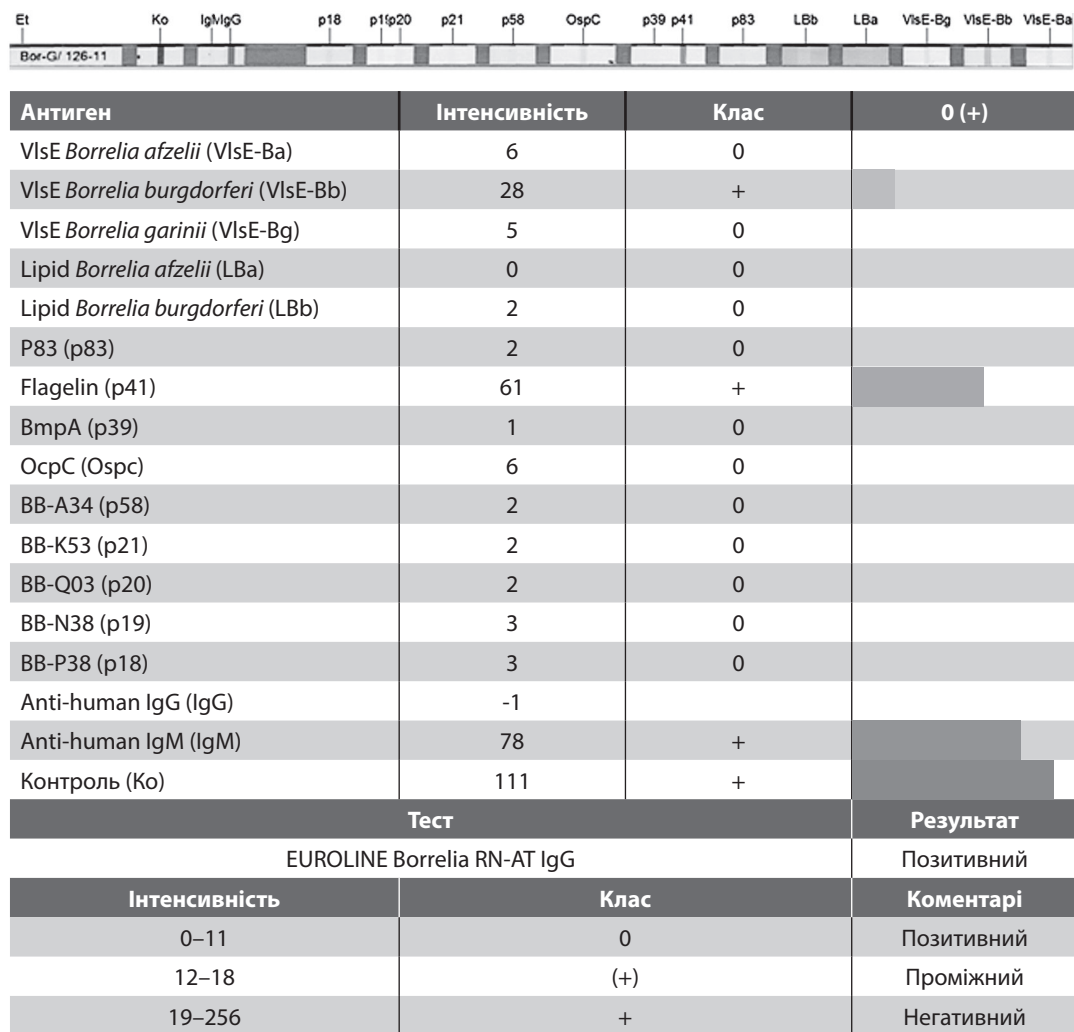 Et Ko IgMIgG p18 p19p20 p21 p58 OspC p39 p41 p83 LBb LBa VlsE-Bg VlsE-Bb VlsE-Ba
Bor-G/ 126-11
Антиген Інтенсивність Клас 0 (+)
VlsE Borrelia afzelii (VlsE-Ba) 6 0
VlsE Borrelia burgdorferi (VlsE-Bb) 28 +
VlsE Borrelia garinii (VlsE-Bg) 5 0
Lipid Borrelia afzelii (LBa) 0 0
Lipid Borrelia burgdorferi (LBb) 2 0
P83 (p83) 2 0
Flagelin (p41) 61 +
BmpA (p39) 1 0
OcpC (Ospc) 6 0
BB-A34 (p58) 2 0
BB-K53 (p21) 2 0
BB-Q03 (p20) 2 0
BB-N38 (p19) 3 0
BB-P38 (p18) 3 0
Anti-human IgG (IgG) -1
Anti-human IgM (IgM) 78 +
Контроль (Ko) 111 +
Тест Результат
EUROLINE Borrelia RN-AT IgG Позитивний
Інтенсивність Клас Коментарі
0–11 0 Позитивний
12–18 (+) Проміжний
19–256 + Негативний